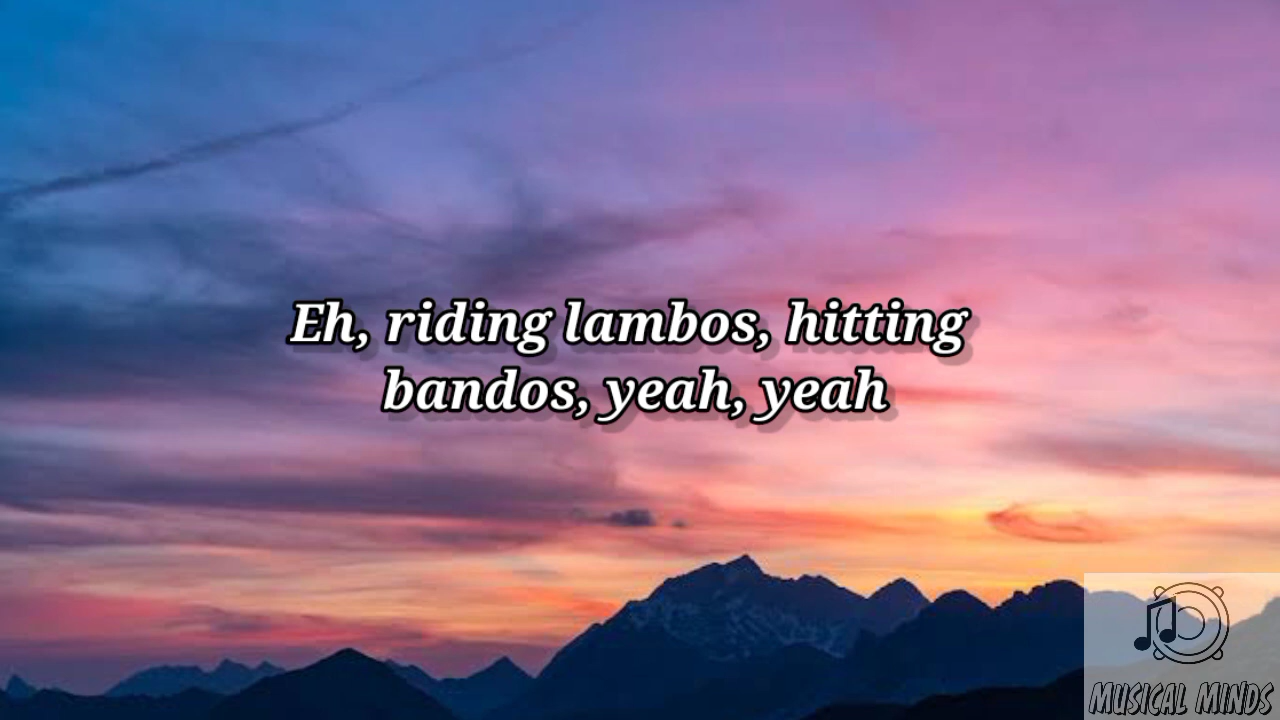 Eh, riding lambos, hitting
bandos, yeah, yeah
MUSICAL MINDS